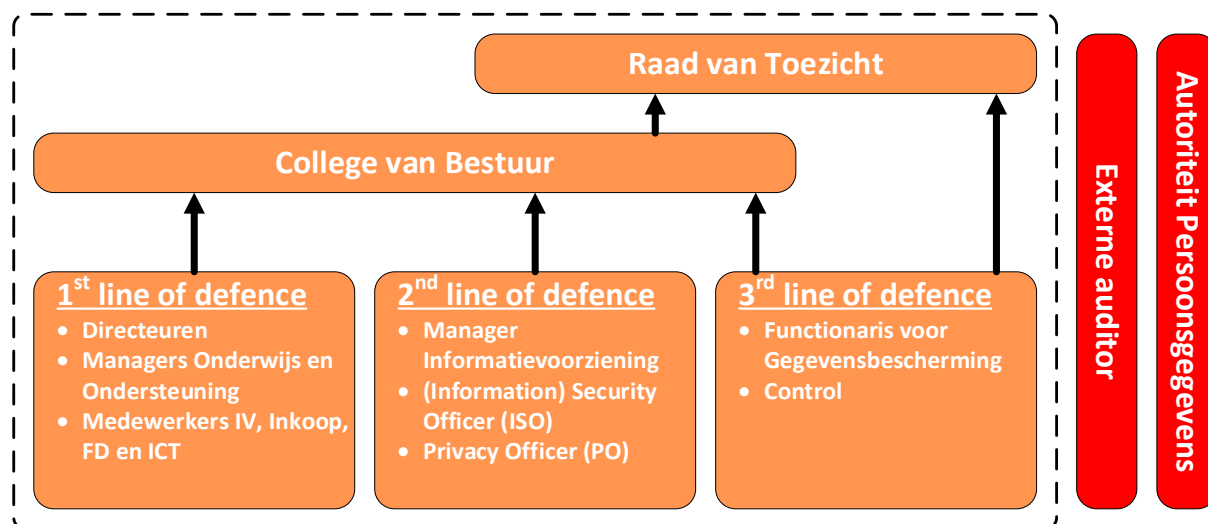 Raad van Toezicht
College van Bestuur
1st line of defence
• Directeuren
• Managers Onderwijs en
Ondersteuning
• Medewerkers IV, Inkoop,
FD en ICT
2nd line of defence
• Manager
Informatievoorziening
• (Information) Security
Officer (ISO)
• Privacy Officer (PO)
3rd line of defence
• Functionaris voor
Gegevensbescherming
• Control
Externe auditor
Autoriteit Persoonsgegevens